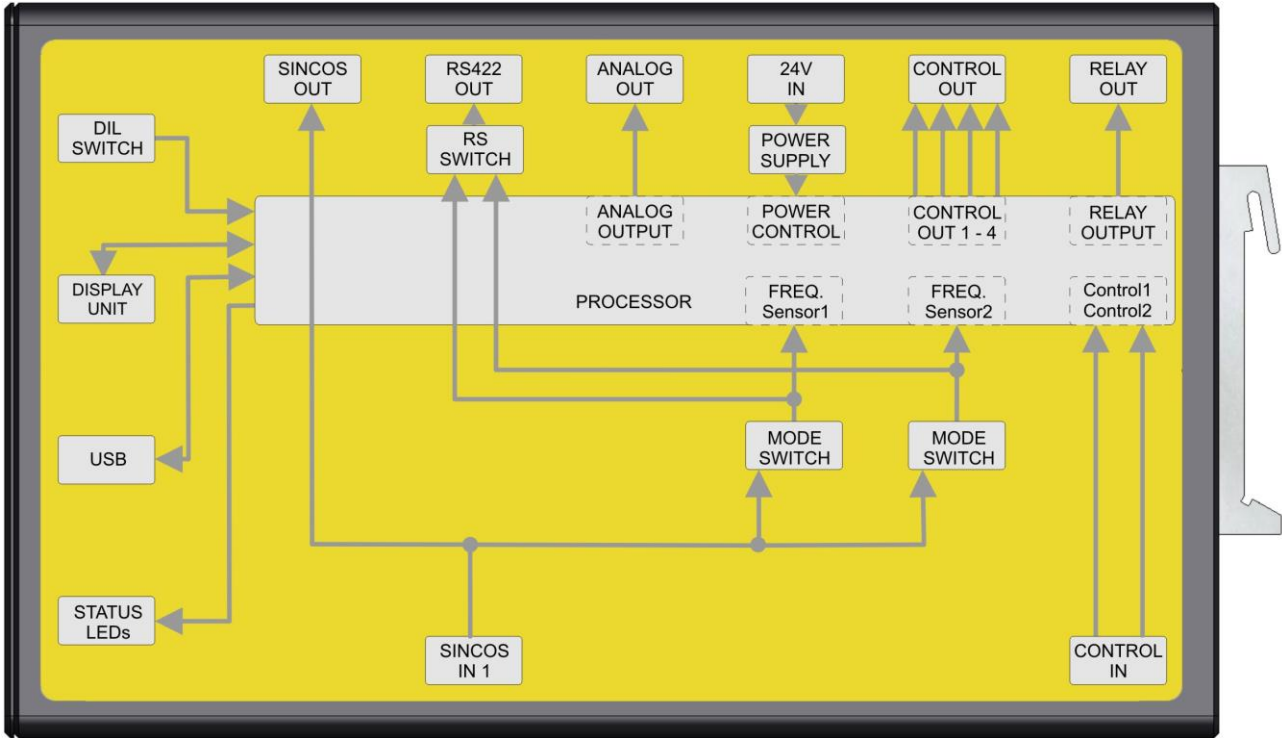 SINCOS
OUT
RS422
OUT
ANALOG
OUT
24V
IN
CONTROL
OUT
RELAY
OUT
DIL
SWITCH
RS
SWITCH
POWER
SUPPLY
ANALOG
OUTPUT
POWER
CONTROL
CONTROL
OUT 1 - 4
RELAY
OUTPUT
DISPLAY
UNIT
PROCESSOR
FREQ.
Sensor1
FREQ.
Sensor2
Control1
Control2
USB
MODE
SWITCH
MODE
SWITCH
STATUS
LEDs
SINCOS
IN 1
CONTROL
IN